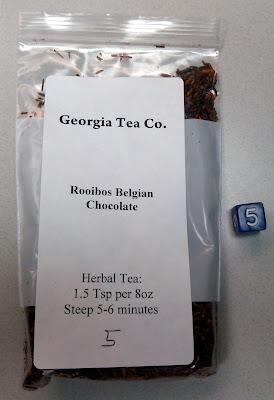 Georgia Tea Co.
Rooibos Belgian
Chocolate
Herbal Tea:
1.5 Tsp per 8oz
Steep 5-6 minutes
5
5